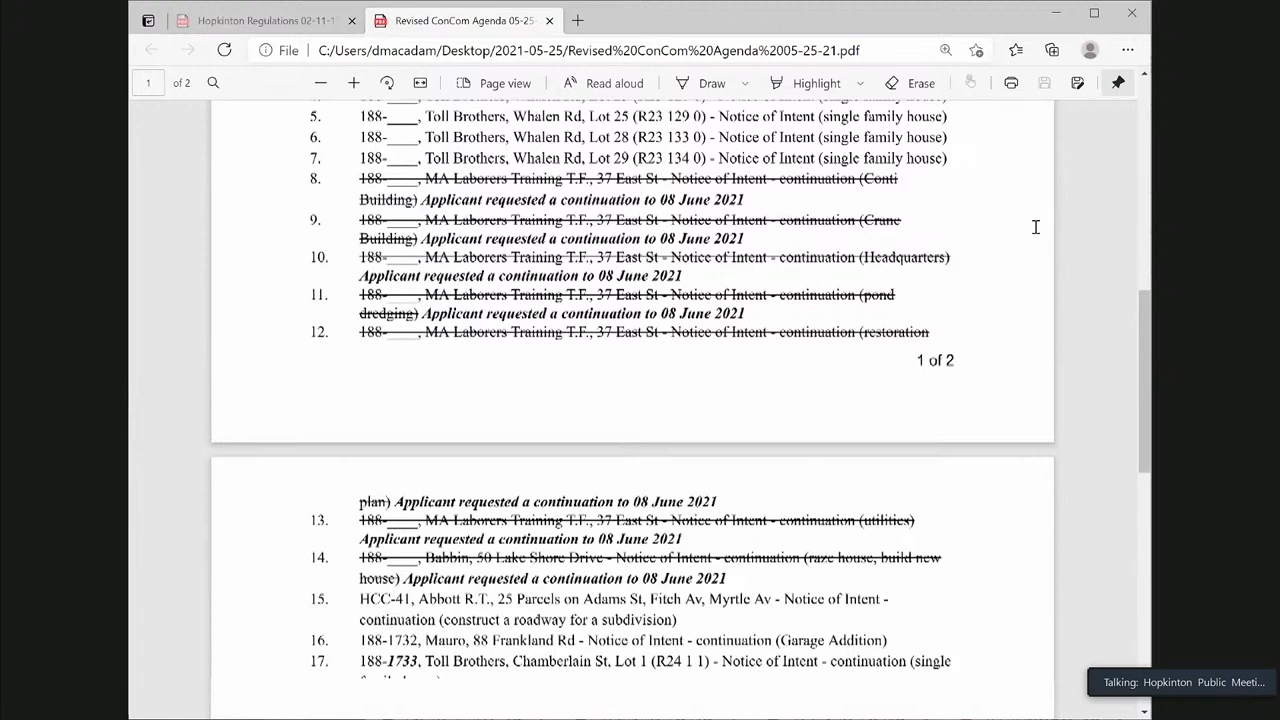 Hopkinton Regulations 02-11-1
Revised ConCom Agenda 05-25-
File
C:/Users/dmacadam/Desktop/2021-05-25/Revised%20ConCom%20Agenda%2005-25-21.pdf
1 of 2
Page view
Read aloud
Draw
Highlight
Erase
5. 188-____, Toll Brothers, Whalen Rd, Lot 25 (R23 129 0) - Notice of Intent (single family house)
6. 188-____, Toll Brothers, Whalen Rd, Lot 28 (R23 133 0) - Notice of Intent (single family house)
7. 188-____, Toll Brothers, Whalen Rd, Lot 29 (R23 134 0) - Notice of Intent (single family house)
8. 188-____, MA Laborers Training T.F., 37 East St - Notice of Intent - continuation (Conti
Building) Applicant requested a continuation to 08 June 2021
9. 188-____, MA Laborers Training T.F., 37 East St - Notice of Intent - continuation (Crane
Building) Applicant requested a continuation to 08 June 2021
10. 188-____, MA Laborers Training T.F., 37 East St - Notice of Intent - continuation (Headquarters)
Applicant requested a continuation to 08 June 2021
11. 188-____, MA Laborers Training T.F., 37 East St - Notice of Intent - continuation (pond
dredging) Applicant requested a continuation to 08 June 2021
12. 188-____, MA Laborers Training T.F., 37 East St - Notice of Intent - continuation (restoration
1 of 2
plan) Applicant requested a continuation to 08 June 2021
13. 188-____, MA Laborers Training T.F., 37 East St - Notice of Intent - continuation (utilities)
Applicant requested a continuation to 08 June 2021
14. 188-____, Babbin, 50 Lake Shore Drive - Notice of Intent - continuation (raze house, build new
house) Applicant requested a continuation to 08 June 2021
15. HCC-41, Abbott R.T., 25 Parcels on Adams St, Fitch Av, Myrtle Av - Notice of Intent -
continuation (construct a roadway for a subdivision)
16. 188-1732, Mauro, 88 Frankland Rd - Notice of Intent - continuation (Garage Addition)
17. 188-1733, Toll Brothers, Chamberlain St, Lot 1 (R24 1 1) - Notice of Intent - continuation (single
Talking: Hopkinton Public Meeti...